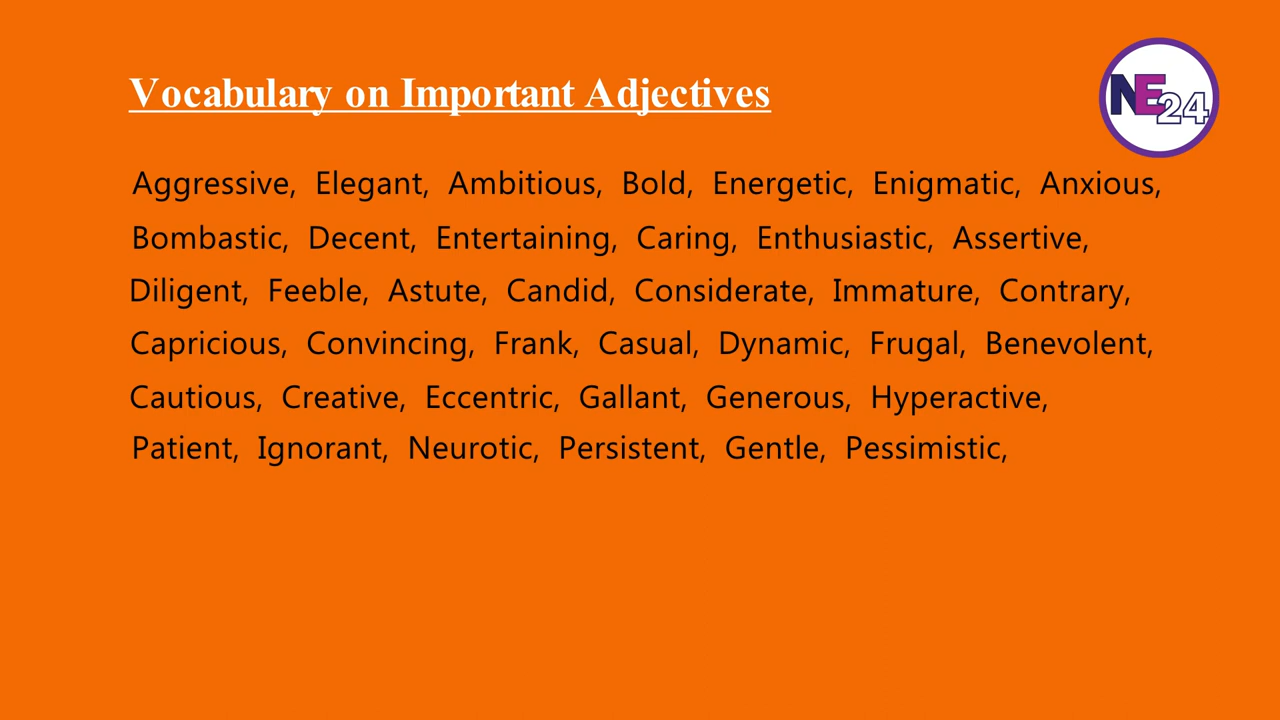 Vocabulary on Important Adjectives
NE24
Aggressive, Elegant, Ambitious, Bold, Energetic, Enigmatic, Anxious,
Bombastic, Decent, Entertaining, Caring, Enthusiastic, Assertive,
Diligent, Feeble, Astute, Candid, Considerate, Immature, Contrary,
Capricious, Convincing, Frank, Casual, Dynamic, Frugal, Benevolent,
Cautious, Creative, Eccentric, Gallant, Generous, Hyperactive,
Patient, Ignorant, Neurotic, Persistent, Gentle, Pessimistic,